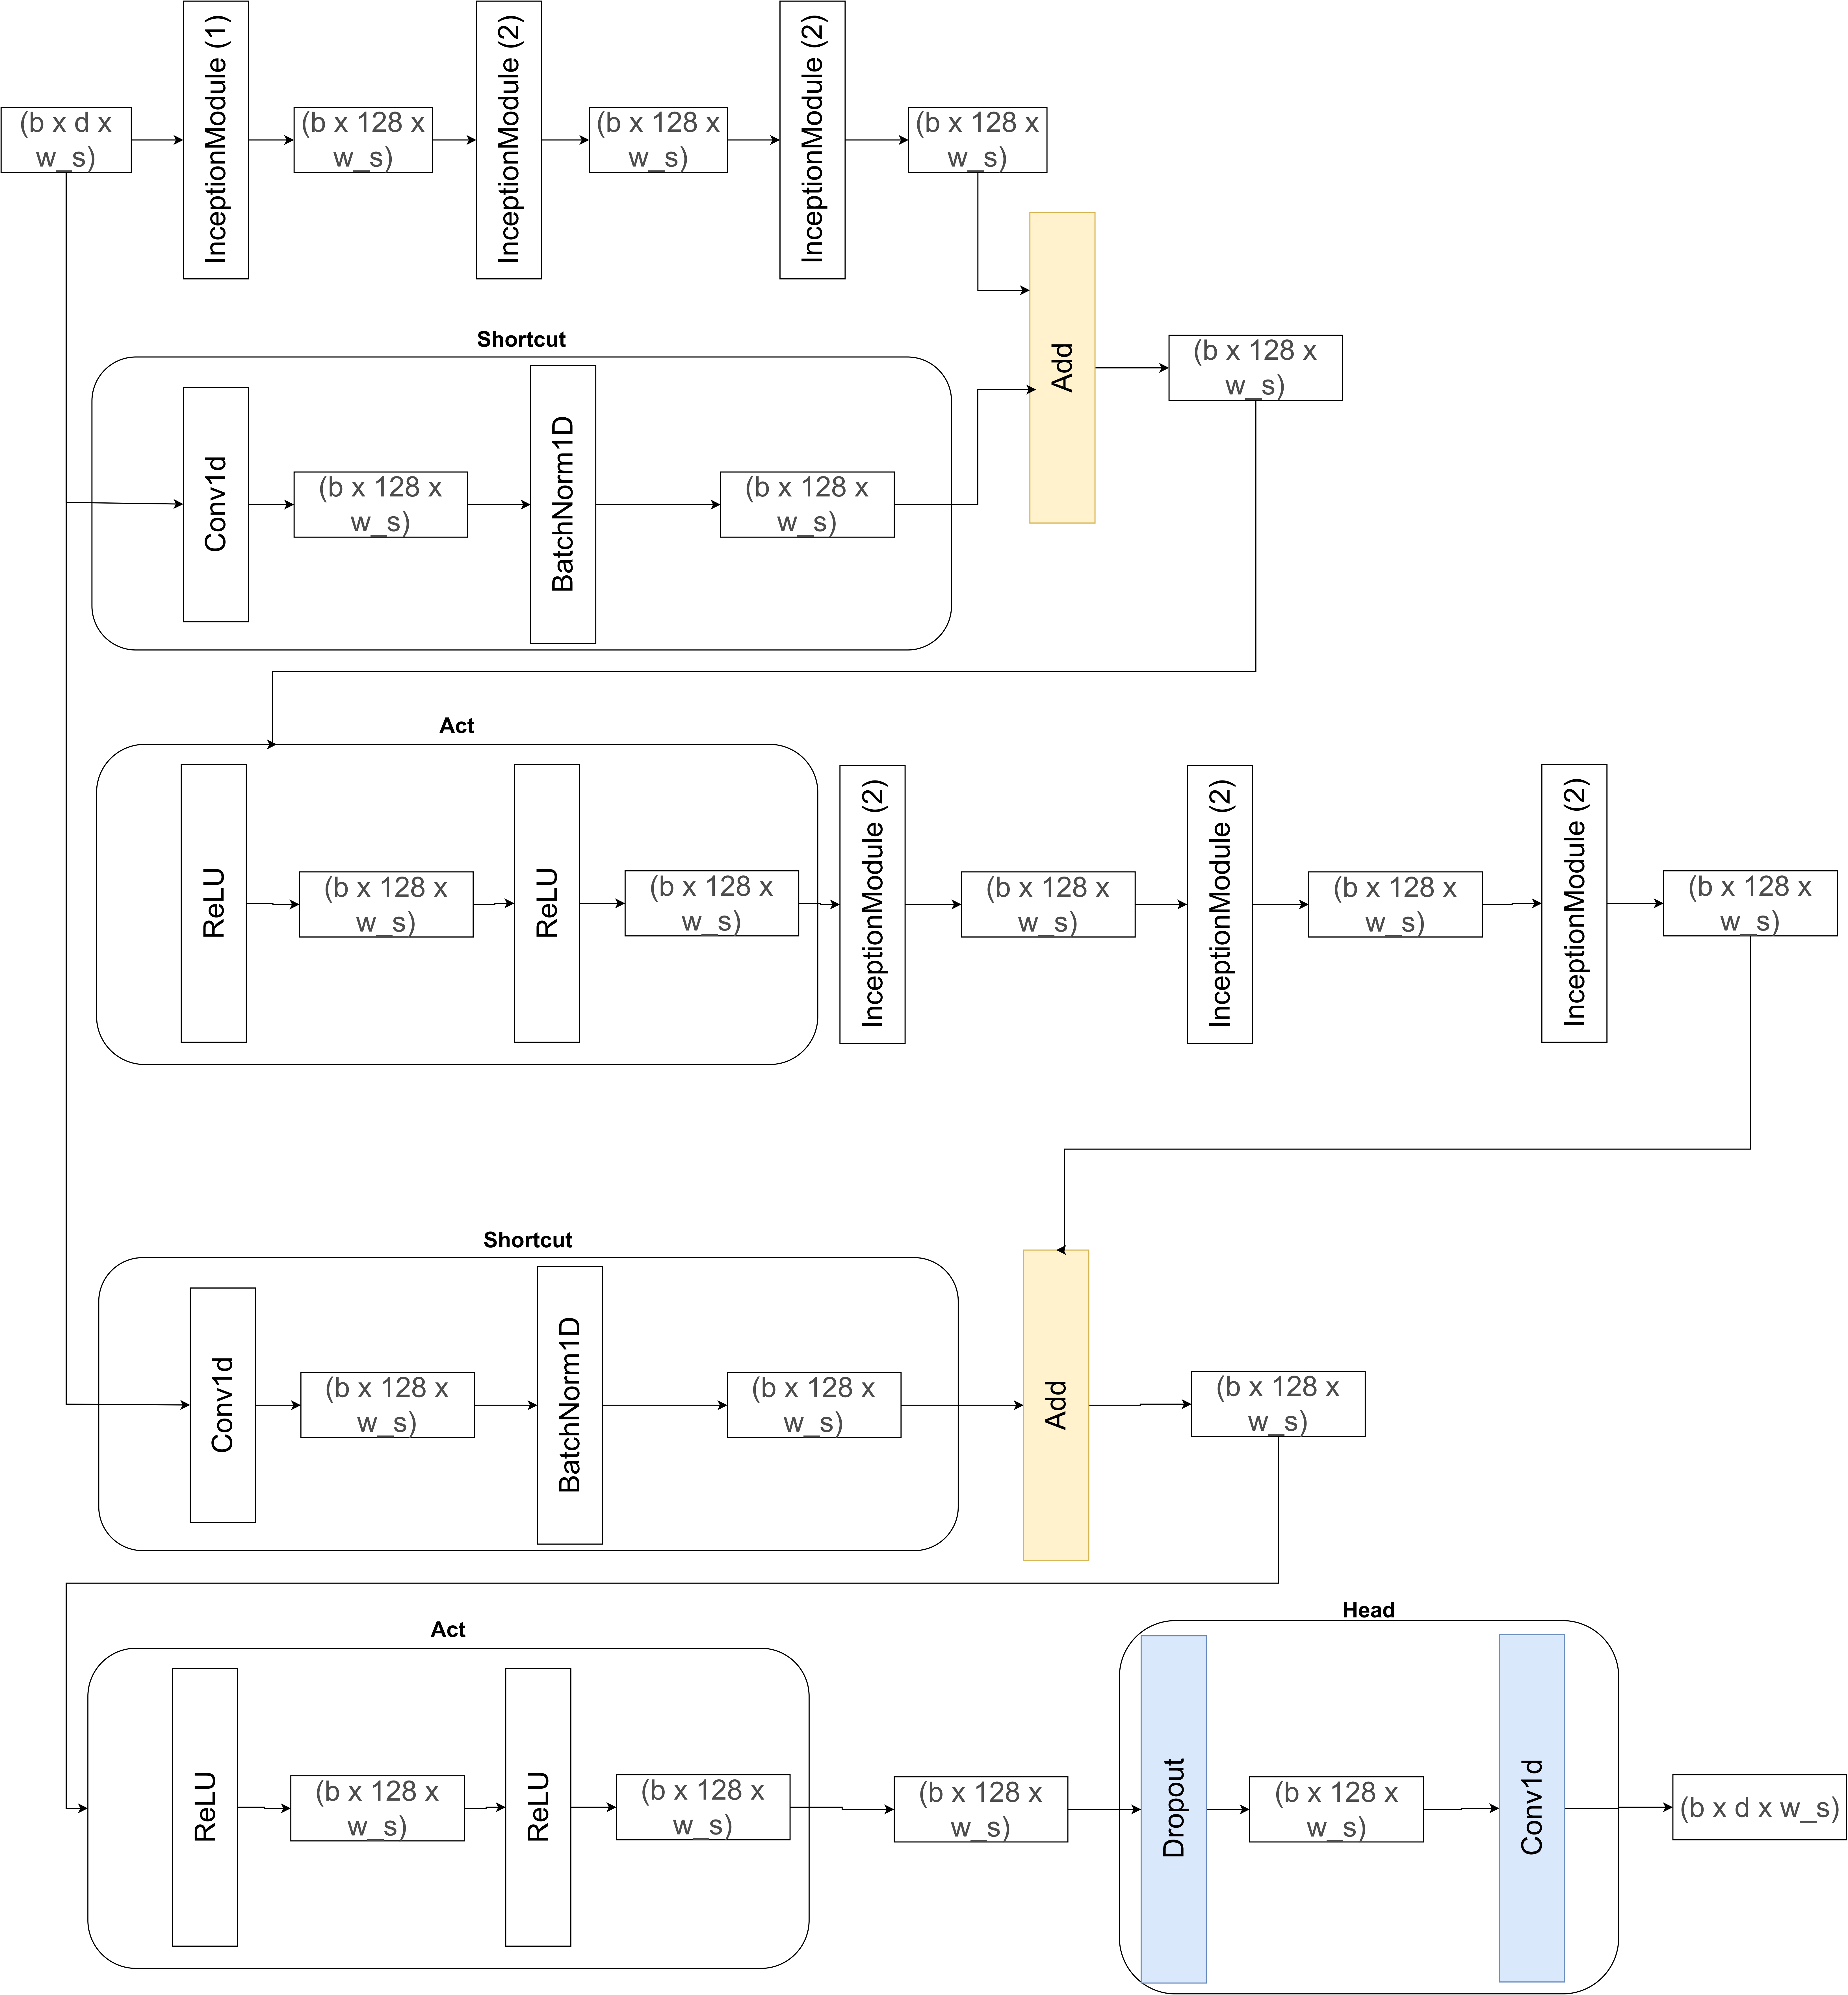 (b x d x
w_s)
InceptionModule (1)
(b x 128 x
w_s)
InceptionModule (2)
(b x 128 x
w_s)
InceptionModule (2)
(b x 128 x
w_s)
Shortcut
Conv1d
(b x 128 x
w_s)
BatchNorm1D
(b x 128 x
w_s)
Add
(b x 128 x
w_s)
Act
ReLU
(b x 128 x
w_s)
ReLU
(b x 128 x
w_s)
InceptionModule (2)
(b x 128 x
w_s)
InceptionModule (2)
(b x 128 x
w_s)
InceptionModule (2)
(b x 128 x
w_s)
Shortcut
Conv1d
(b x 128 x
w_s)
BatchNorm1D
(b x 128 x
w_s)
Add
(b x 128 x
w_s)
Act
ReLU
(b x 128 x
w_s)
ReLU
(b x 128 x
w_s)
(b x 128 x
w_s)
Head
Dropout
(b x 128 x
w_s)
Conv1d
(b x d x w_s)